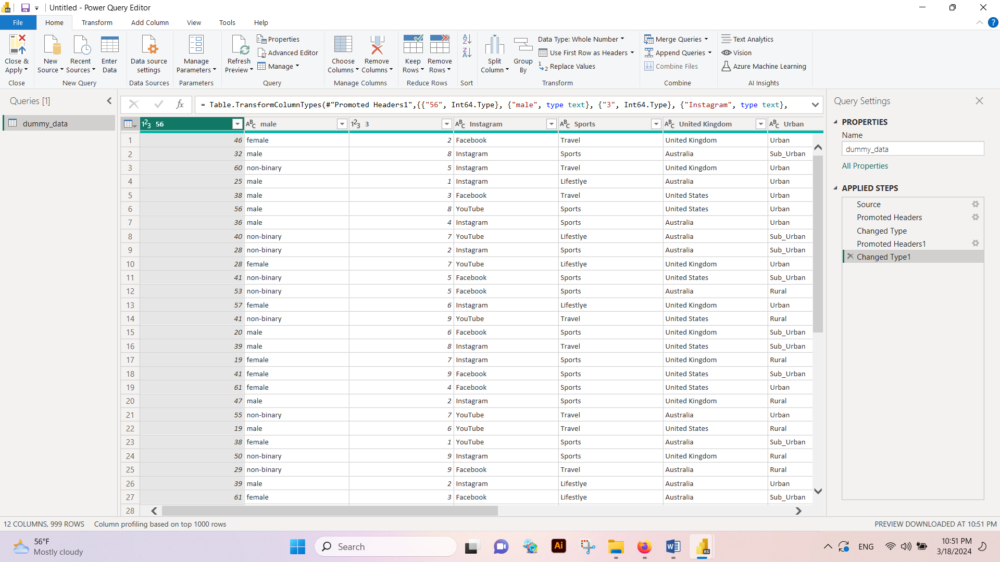 Untitled - Power Query Editor
File Home Transform Add Column View Tools Help
Close & Apply
Close
New Source
Recent Sources
Enter Data
New Query
Data source settings
Data Sources
Manage Parameters
Parameters
Refresh Preview
Properties
Advanced Editor
Manage
Query
Choose Columns
Remove Columns
Manage Columns
Keep Rows
Remove Rows
Reduce Rows
Sort
Split Column
Group By
Data Type: Whole Number
Use First Row as Headers
Replace Values
Transform
Merge Queries
Append Queries
Combine Files
Combine
Text Analytics
Vision
Azure Machine Learning
AI Insights
Queries [1]
dummy_data
= Table.TransformColumnTypes(#"Promoted Headers1",{{"56", Int64.Type}, {"male", type text}, {"3", Int64.Type}, {"Instagram", type text},
56 male 3 Instagram Sports United Kingdom Urban
1 46 female 2 Facebook Travel United Kingdom Urban
2 32 male 8 Instagram Sports Australia Sub_Urban
3 60 non-binary 5 Instagram Travel United Kingdom Urban
4 25 male 1 Instagram Lifestlye Australia Urban
5 38 male 3 Facebook Travel United States Urban
6 56 male 8 YouTube Sports United States Urban
7 36 male 4 Instagram Sports Australia Urban
8 40 non-binary 7 YouTube Lifestlye Australia Sub_Urban
9 28 non-binary 2 Instagram Sports Australia Sub_Urban
10 28 female 7 YouTube Lifestlye United Kingdom Urban
11 41 non-binary 5 Facebook Sports United States Sub_Urban
12 53 non-binary 5 Facebook Sports Australia Rural
13 57 female 6 Instagram Lifestlye United Kingdom Urban
14 41 non-binary 9 YouTube Travel United States Rural
15 20 male 6 Facebook Sports United Kingdom Sub_Urban
16 39 male 8 Instagram Travel United States Sub_Urban
17 19 female 7 Instagram Sports United Kingdom Rural
18 41 female 9 Facebook Sports United States Sub_Urban
19 61 female 4 Facebook Sports United States Urban
20 47 male 2 Instagram Sports United Kingdom Rural
21 55 non-binary 7 YouTube Travel Australia Urban
22 19 male 6 YouTube Travel United States Rural
23 38 female 1 YouTube Sports Australia Sub_Urban
24 50 non-binary 9 Instagram Sports United Kingdom Rural
25 29 non-binary 9 Facebook Travel Australia Rural
26 39 male 2 Instagram Lifestlye Australia Urban
27 61 female 3 Facebook Lifestlye Australia Sub_Urban
28
Query Settings
PROPERTIES
Name
dummy_data
All Properties
APPLIED STEPS
Source
Promoted Headers
Changed Type
Promoted Headers1
Changed Type1
12 COLUMNS, 999 ROWS Column profiling based on top 1000 rows
PREVIEW DOWNLOADED AT 10:51 PM
56°F
Mostly cloudy
Search
ENG
10:51 PM
3/18/2024